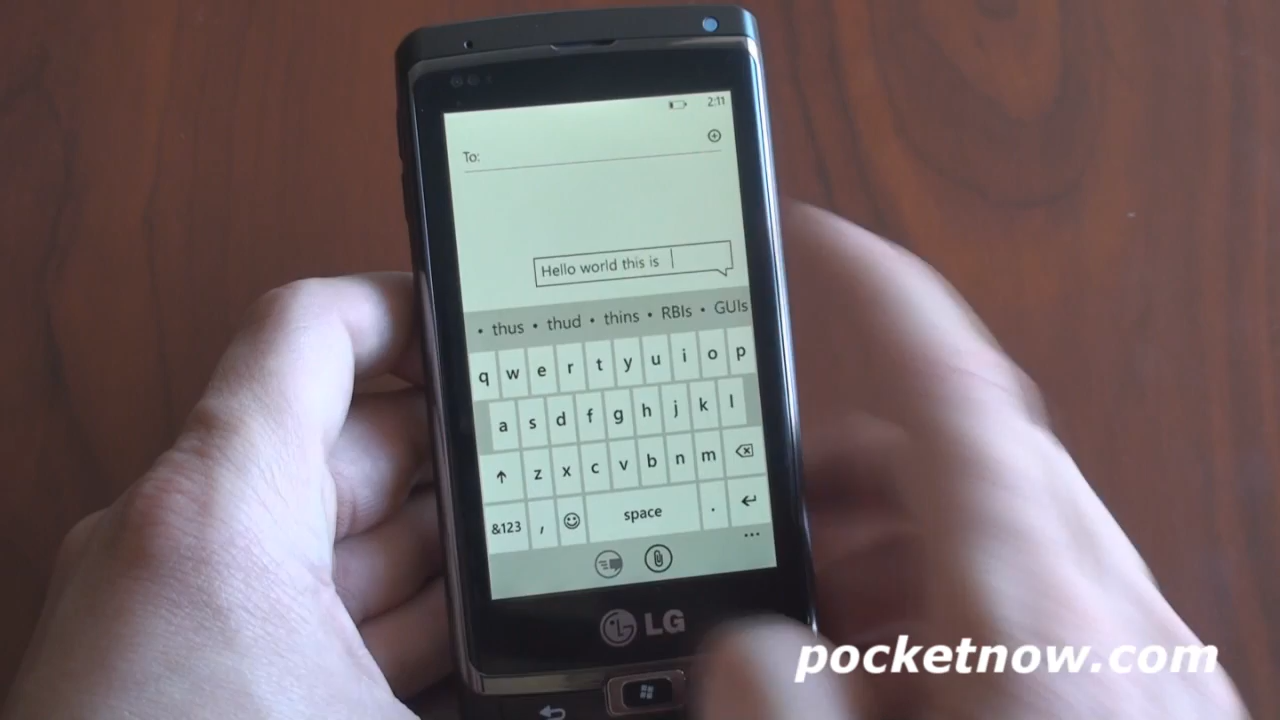 2:11
To:
Hello world this is
• thus • thud • thins • RBIs • GUIs
q w e r t y u i o p
a s d f g h j k l
z x c v b n m
&123 , space .
LG
pocketnow.com